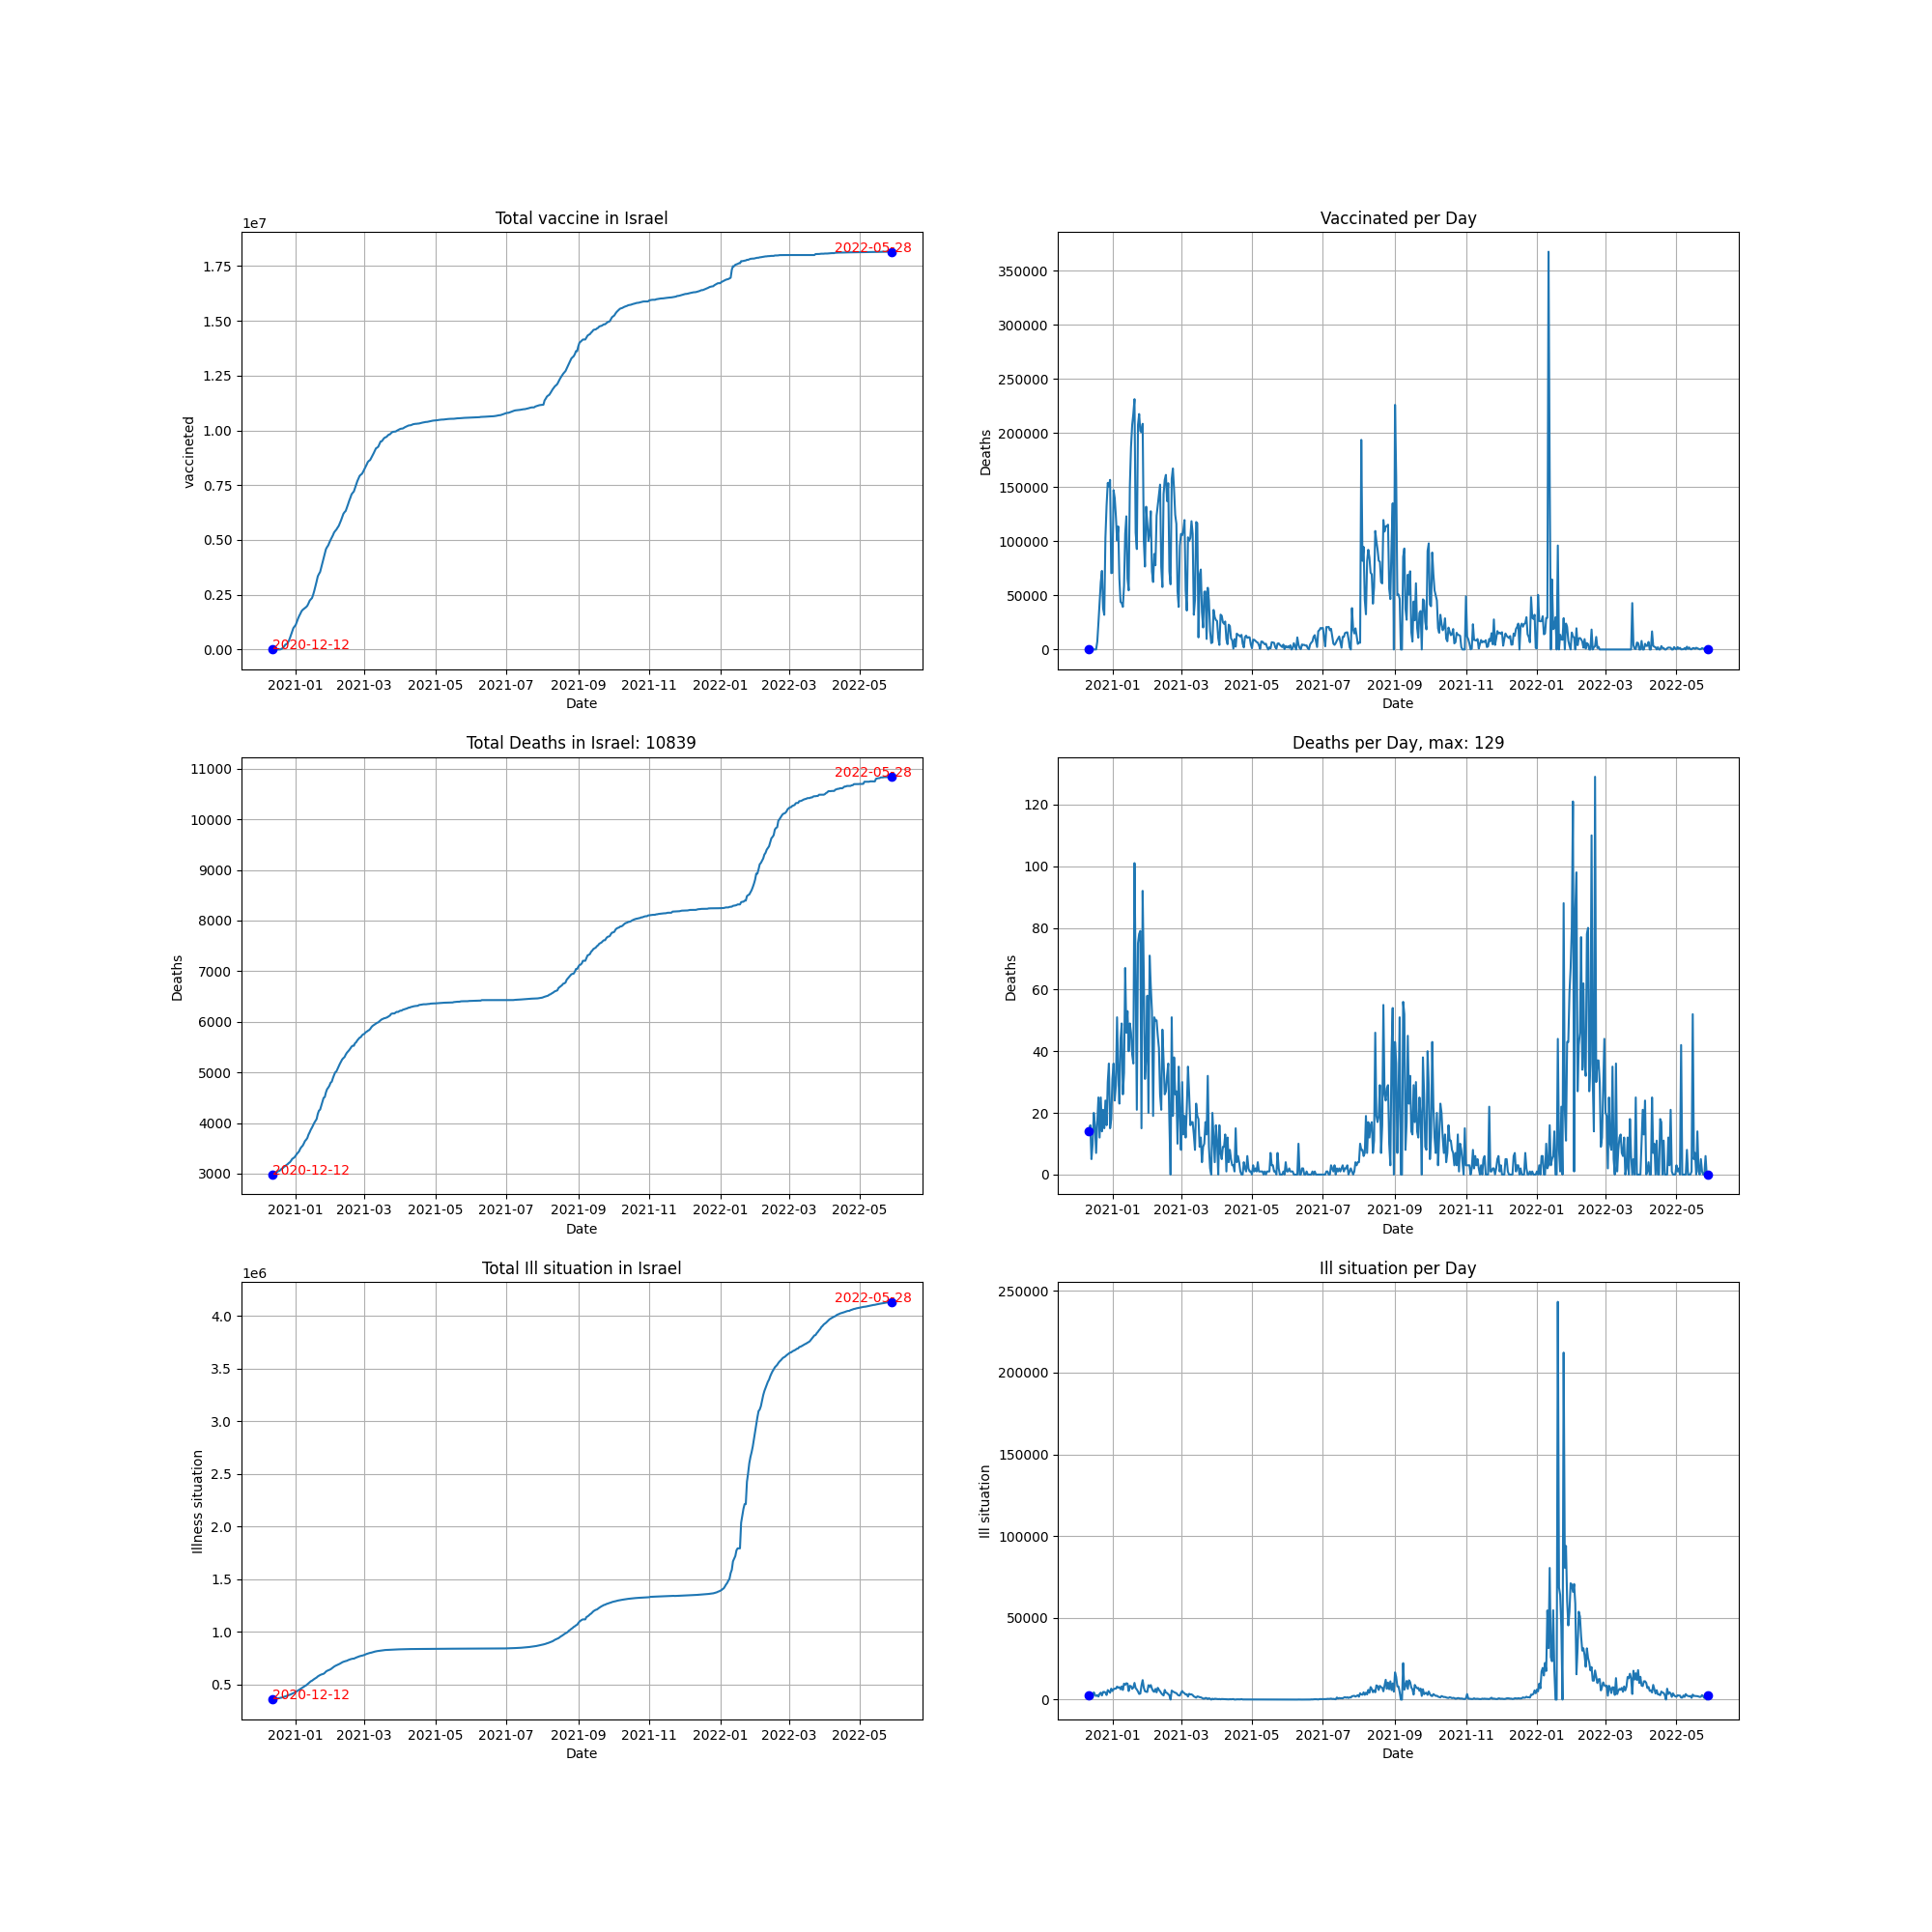 Total vaccine in Israel
1e7
vaccineted
1.75
1.50
1.25
1.00
0.75
0.50
0.25
0.00
2022-05-28
2020-12-12
2021-01 2021-03 2021-05 2021-07 2021-09 2021-11 2022-01 2022-03 2022-05
Date
Vaccinated per Day
Deaths
350000
300000
250000
200000
150000
100000
50000
0
2021-01 2021-03 2021-05 2021-07 2021-09 2021-11 2022-01 2022-03 2022-05
Date
Total Deaths in Israel: 10839
Deaths
11000
10000
9000
8000
7000
6000
5000
4000
3000
2022-05-28
2020-12-12
2021-01 2021-03 2021-05 2021-07 2021-09 2021-11 2022-01 2022-03 2022-05
Date
Deaths per Day, max: 129
Deaths
120
100
80
60
40
20
0
2021-01 2021-03 2021-05 2021-07 2021-09 2021-11 2022-01 2022-03 2022-05
Date
Total Ill situation in Israel
1e6
Illness situation
4.0
3.5
3.0
2.5
2.0
1.5
1.0
0.5
2022-05-28
2020-12-12
2021-01 2021-03 2021-05 2021-07 2021-09 2021-11 2022-01 2022-03 2022-05
Date
Ill situation per Day
Ill situation
250000
200000
150000
100000
50000
0
2021-01 2021-03 2021-05 2021-07 2021-09 2021-11 2022-01 2022-03 2022-05
Date